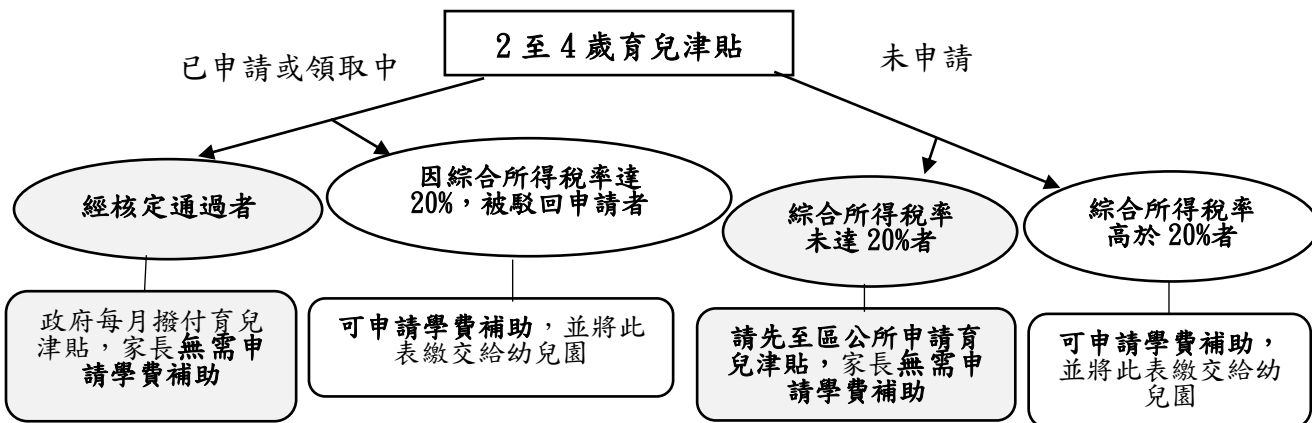 2 至 4 歲育兒津貼
已申請或領取中
未申請
經核定通過者
因綜合所得稅率達
20%，被駁回申請者
綜合所得稅率
未達 20%者
綜合所得稅率
高於 20%者
政府每月撥付育兒
津貼，家長無需申
請學費補助
可申請學費補助，並將此
表繳交給幼兒園
請先至區公所申請育
兒津貼，家長無需申
請學費補助
可申請學費補助，
並將此表繳交給幼
兒園